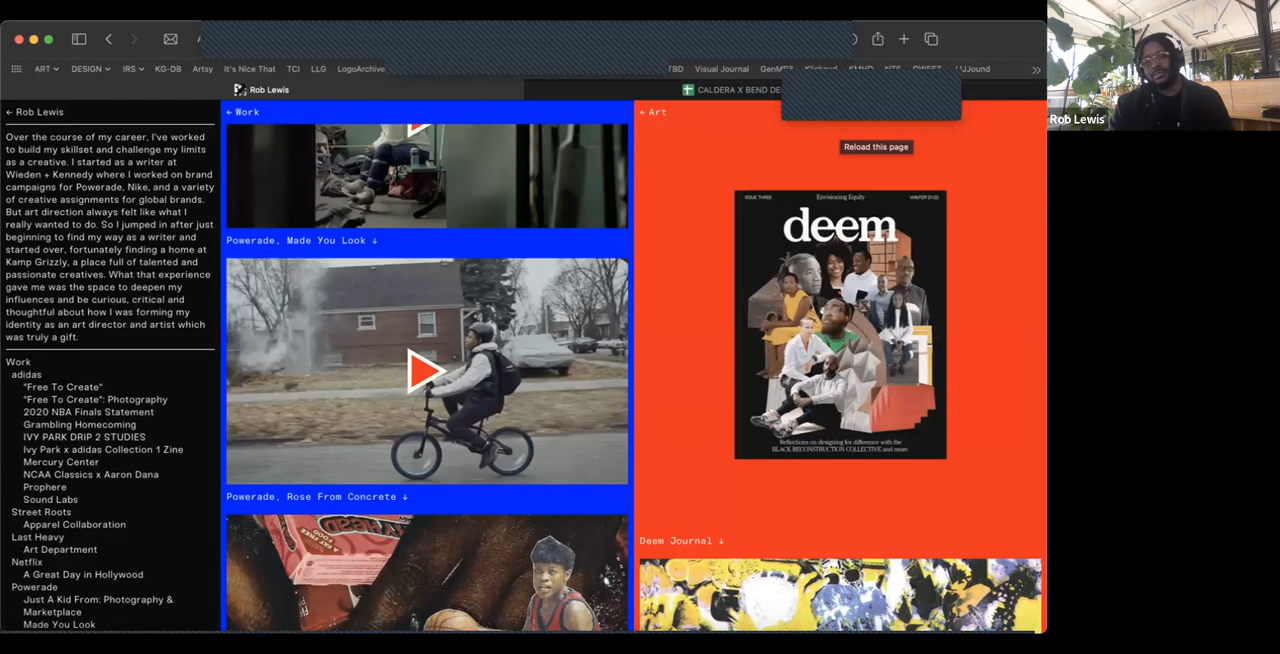 ART
DESIGN
IRS
KG-DB
Artsy
It's Nice That
TCI
LLG
LogoArchive
Visual Journal
Rob Lewis
CALDERA X BEND DE
← Rob Lewis
Over the course of my career, I've worked
to build my skillset and challenge my limits
as a creative. I started as a writer at
Wieden + Kennedy where I worked on brand
campaigns for Powerade, Nike, and a variety
of creative assignments for global brands.
But art direction always felt like what I
really wanted to do. So I jumped in after just
beginning to find my way as a writer and
started over, fortunately finding a home at
Kamp Grizzly, a place full of talented and
passionate creatives. What that experience
gave me was the space to deepen my
influences and be curious, critical and
thoughtful about how I was forming my
identity as an art director and artist which
was truly a gift.
Work
adidas
"Free To Create"
"Free To Create": Photography
2020 NBA Finals Statement
Grambling Homecoming
IVY PARK DRIP 2 STUDIES
Ivy Park x adidas Collection 1 Zine
Mercury Center
NCAA Classics x Aaron Dana
Prophere
Sound Labs
Street Roots
Apparel Collaboration
Last Heavy
Art Department
Netflix
A Great Day in Hollywood
Powerade
Just A Kid From: Photography &
Marketplace
Made You Look
← Work
Powerade, Made You Look ↓
Powerade, Rose From Concrete ↓
← Art
Reload this page
ISSUE THREE
Envisioning Equity
WINTER 21/22
deem
Reflections on designing for difference with the
BLACK RECONSTRUCTION COLLECTIVE and more.
Deem Journal ↓
Rob Lewis